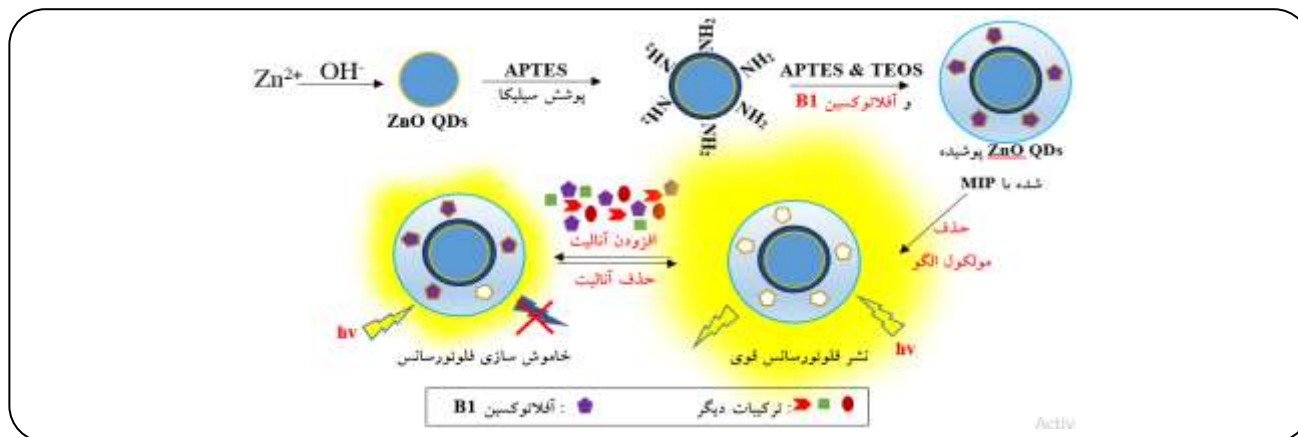 Zn²⁺ OH⁻
ZnO QDs
APTES
پوشش سیلیکا
NH₂
NH₂
NH₂
NH₂
NH₂
NH₂
APTES & TEOS
و آفلاتوکسین B1
ZnO QDs پوشیده
شده با MIP
حذف
مولکول الگو
افزودن آنالیت
حذف آنالیت
hv
خاموش سازی فلوئورسانس
نشر فلوئورسانس قوی
hv
: آفلاتوکسین B1
: ترکیبات دیگر
Activ